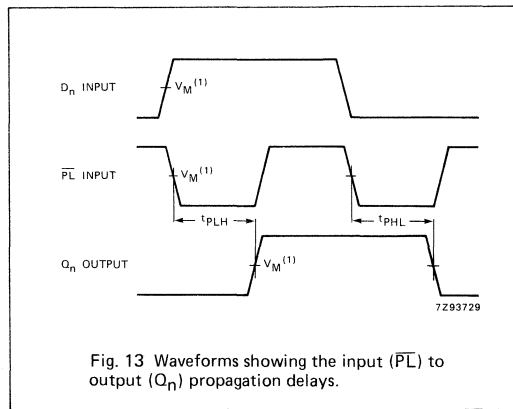 Dn INPUT
VM(1)
PL INPUT
VM(1)
tPLH
tPHL
Qn OUTPUT
VM(1)
7Z93729
Fig. 13 Waveforms showing the input (PL) to
output (Qn) propagation delays.